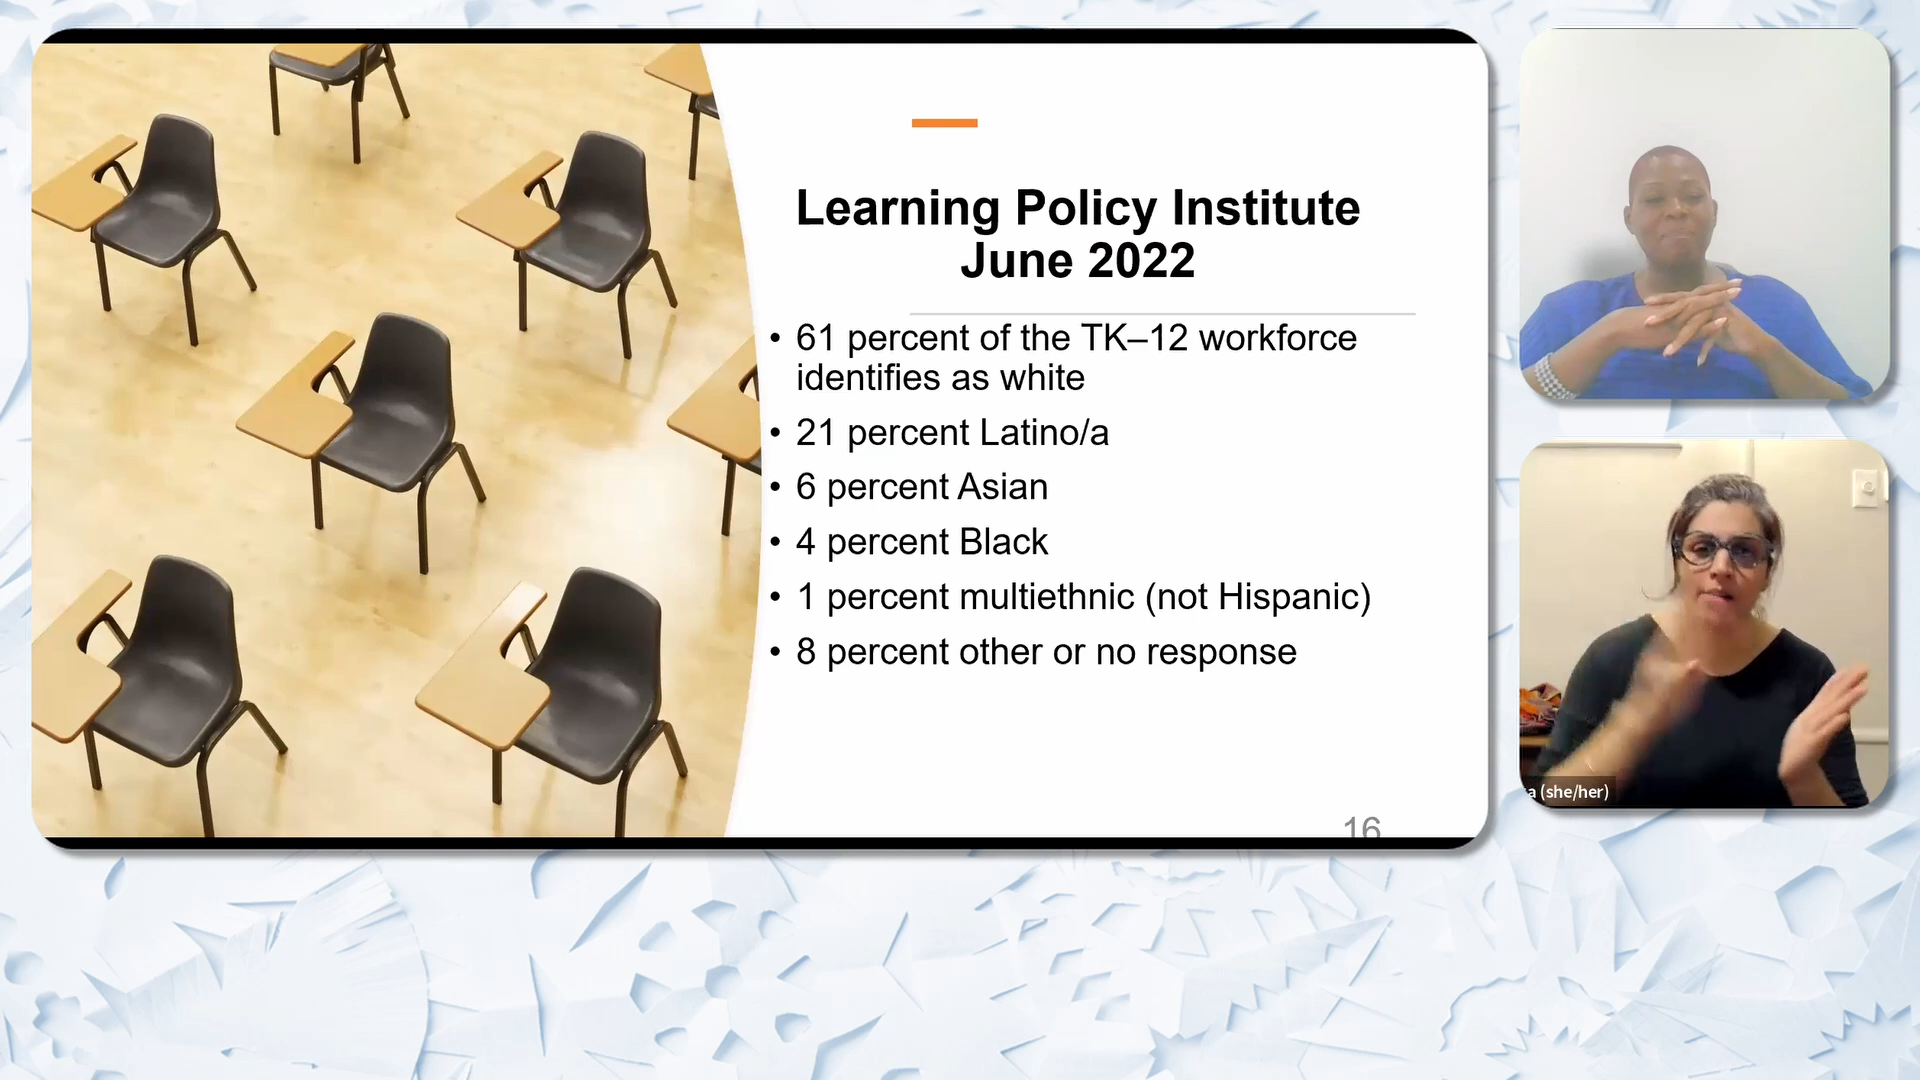 Learning Policy Institute
June 2022
• 61 percent of the TK–12 workforce
identifies as white
• 21 percent Latino/a
• 6 percent Asian
• 4 percent Black
• 1 percent multiethnic (not Hispanic)
• 8 percent other or no response
16
a (she/her)